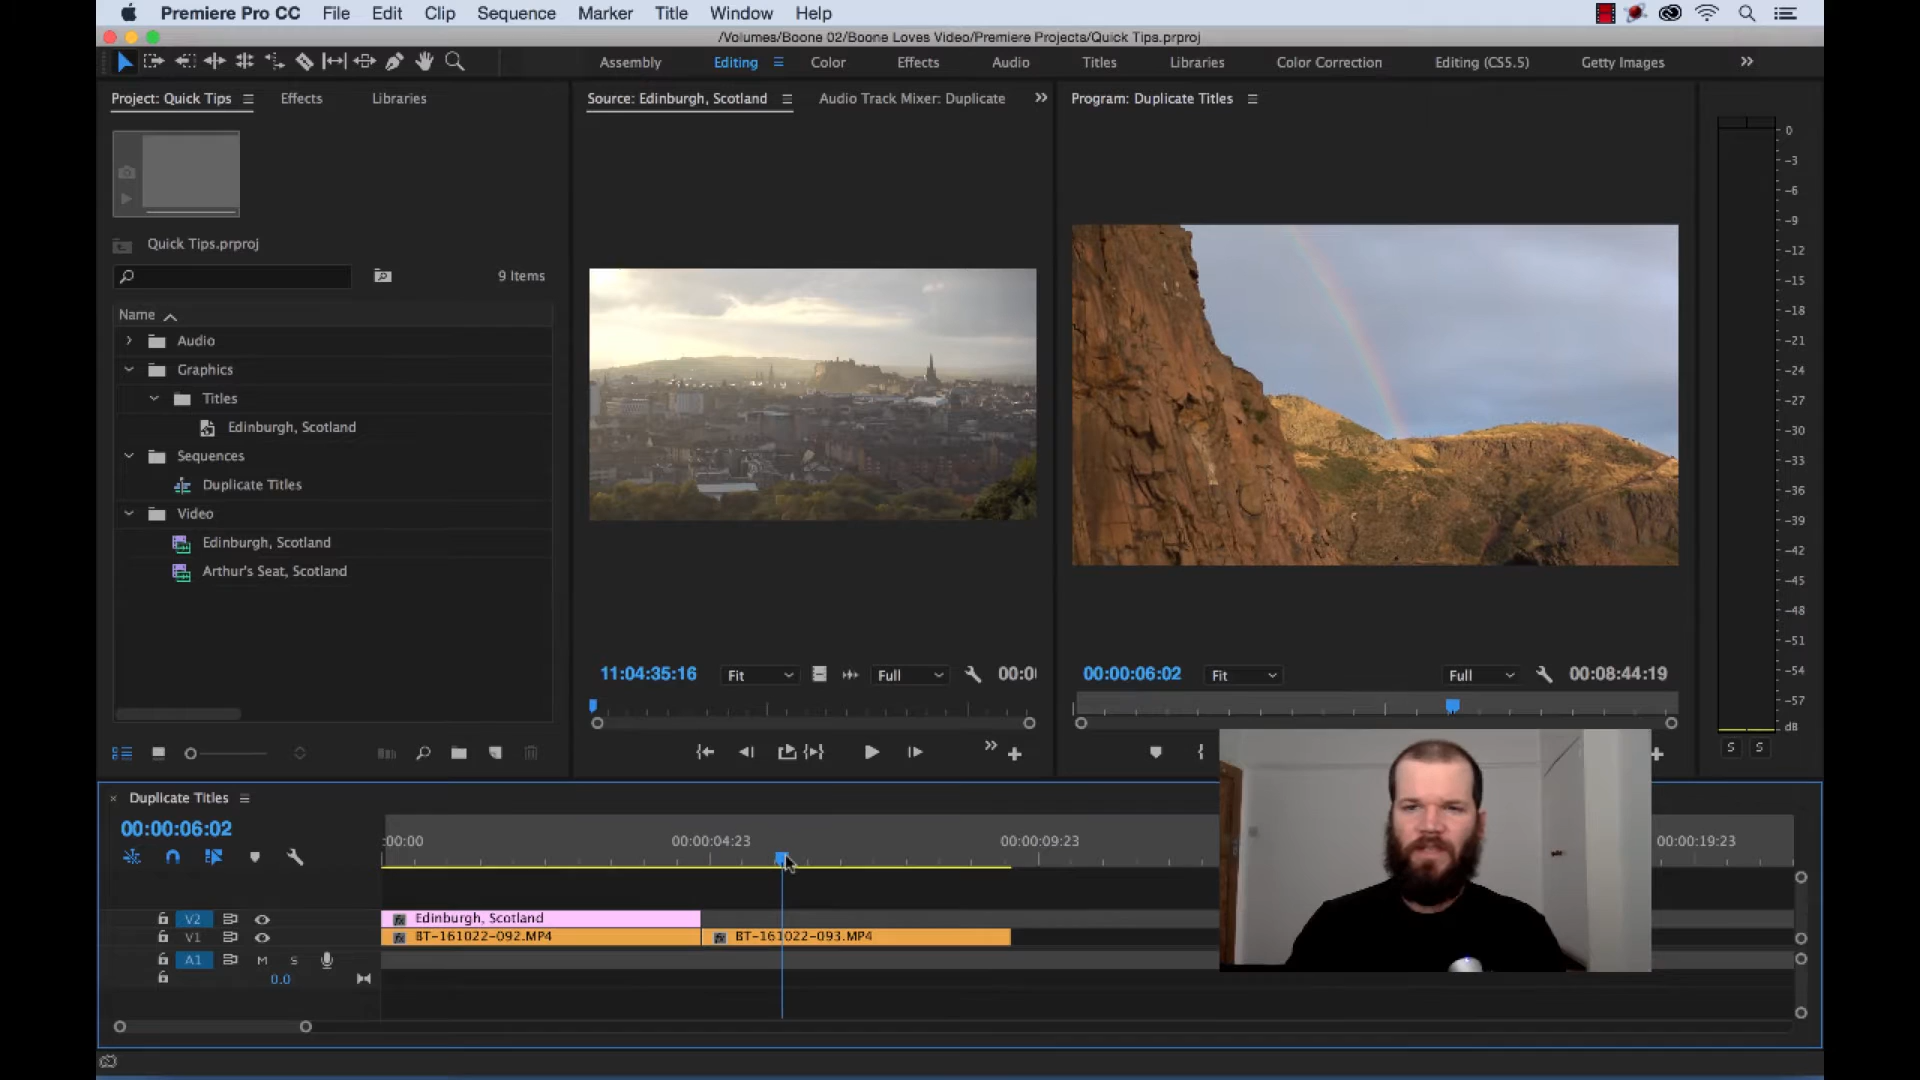 Premiere Pro CC File Edit Clip Sequence Marker Title Window Help
/Volumes/Boone 02/Boone Loves Video/Premiere Projects/Quick Tips.prproj
Assembly Editing Color Effects Audio Titles Libraries Color Correction Editing (CS5.5) Getty Images
Project: Quick Tips Effects Libraries
Source: Edinburgh, Scotland Audio Track Mixer: Duplicate
Program: Duplicate Titles
Quick Tips.prproj
9 Items
Name
Audio
Graphics
Titles
Edinburgh, Scotland
Sequences
Duplicate Titles
Video
Edinburgh, Scotland
Arthur's Seat, Scotland
11:04:35:16 Fit Full 00:0
00:00:06:02 Fit Full 00:08:44:19
0
-3
-6
-9
-12
-15
-18
-21
-24
-27
-30
-33
-36
-39
-42
-45
-48
-51
-54
-57
dB
S S
Duplicate Titles
00:00:06:02
:00:00 00:00:04:23 00:00:09:23 00:00:19:23
V2 Edinburgh, Scotland
V1 BT-161022-092.MP4 BT-161022-093.MP4
A1 M S
0.0